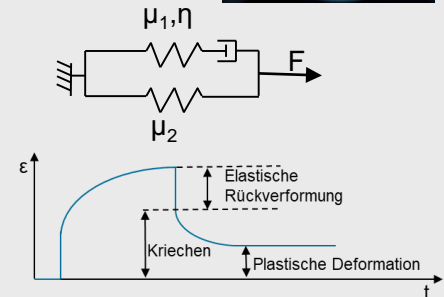 μ₁,η
F
μ₂
ε
Elastische
Rückverformung
Kriechen
Plastische Deformation
t